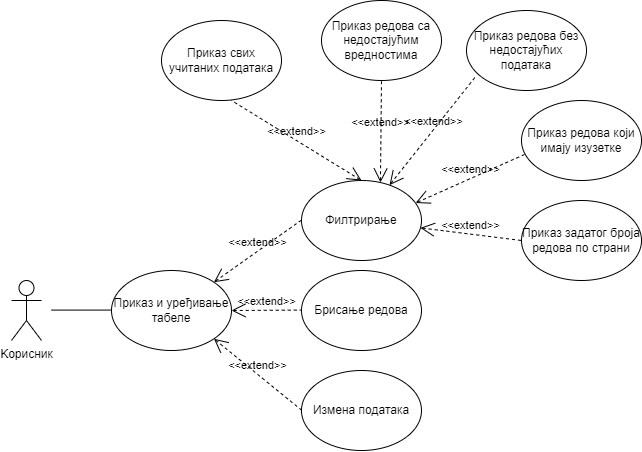 Приказ свих
учитаних података
Приказ редова са
недостајућим
вредностима
Приказ редова без
недостајућих
података
<<extend>>
<<extend>>
<<extend>>
Приказ редова који
имају изузетке
<<extend>>
Филтрирање
<<extend>>
Приказ задатог броја
редова по страни
<<extend>>
Приказ и уређивање
табеле
<<extend>>
Брисање редова
Корисник
<<extend>>
Измена података